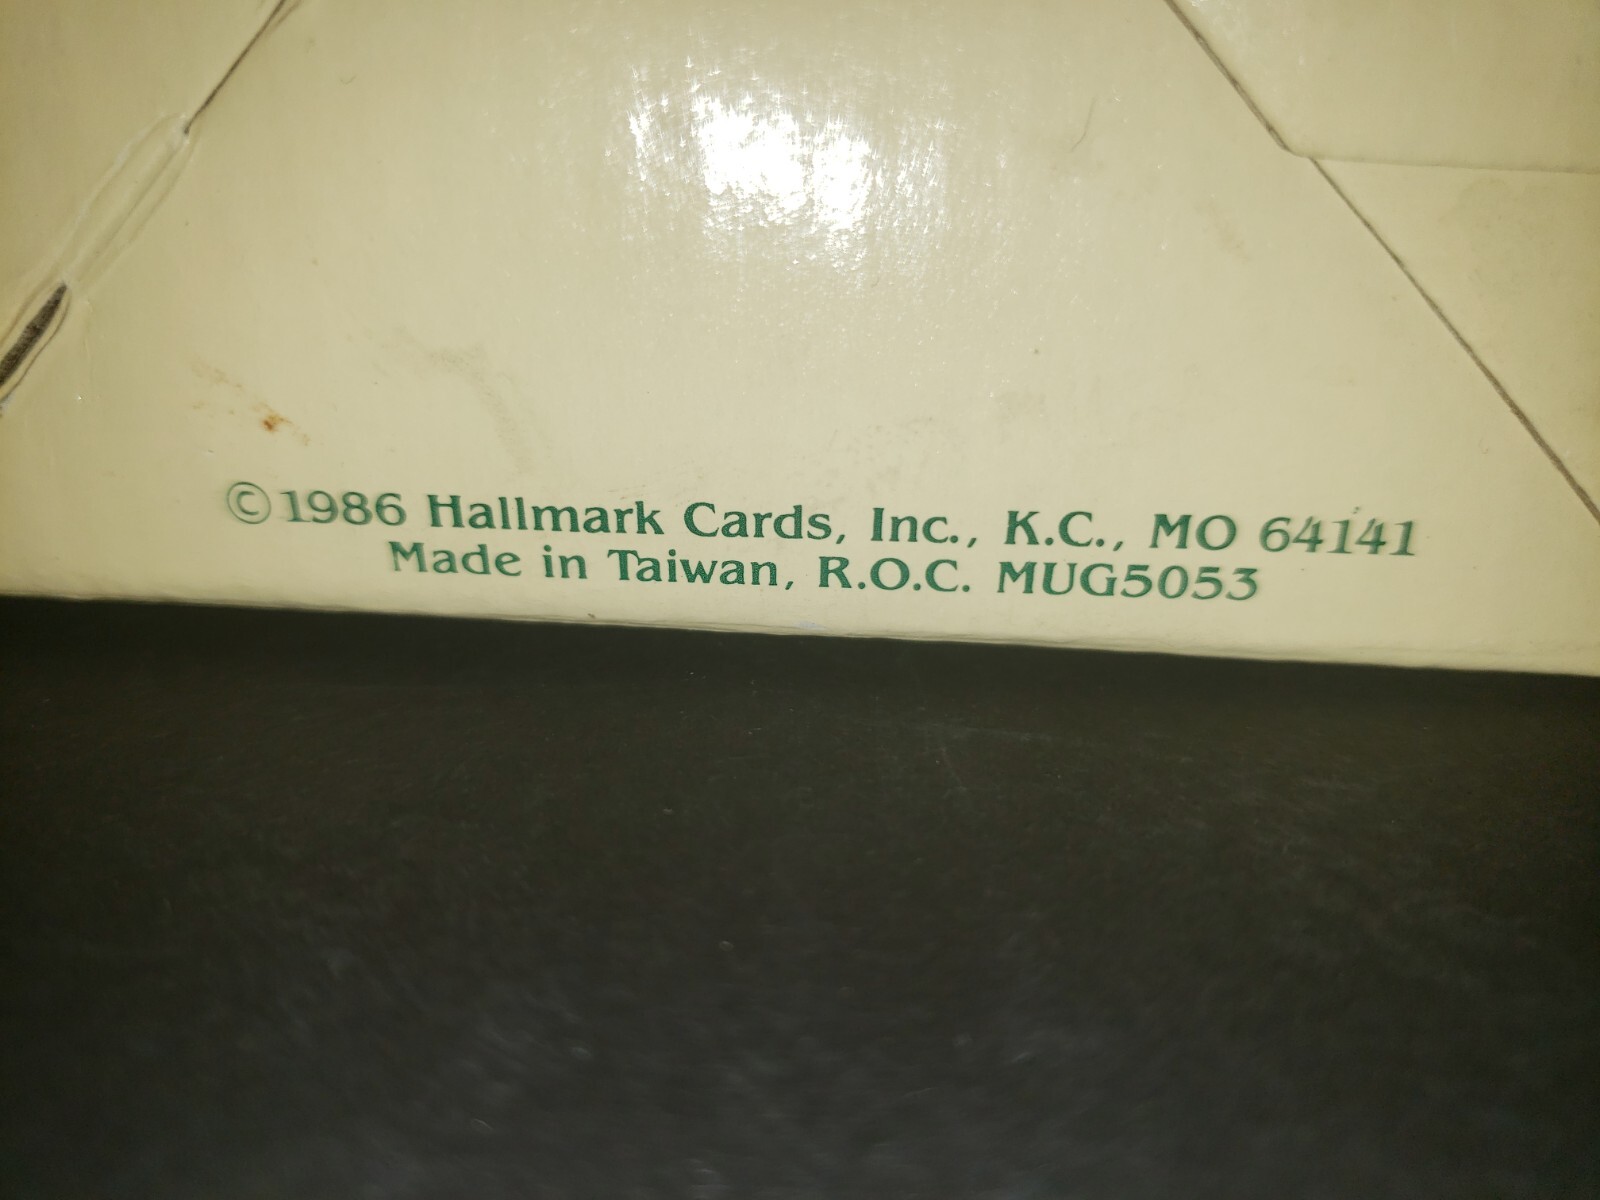 ©1986 Hallmark Cards, Inc., K.C., MO 64141
Made in Taiwan, R.O.C. MUG5053